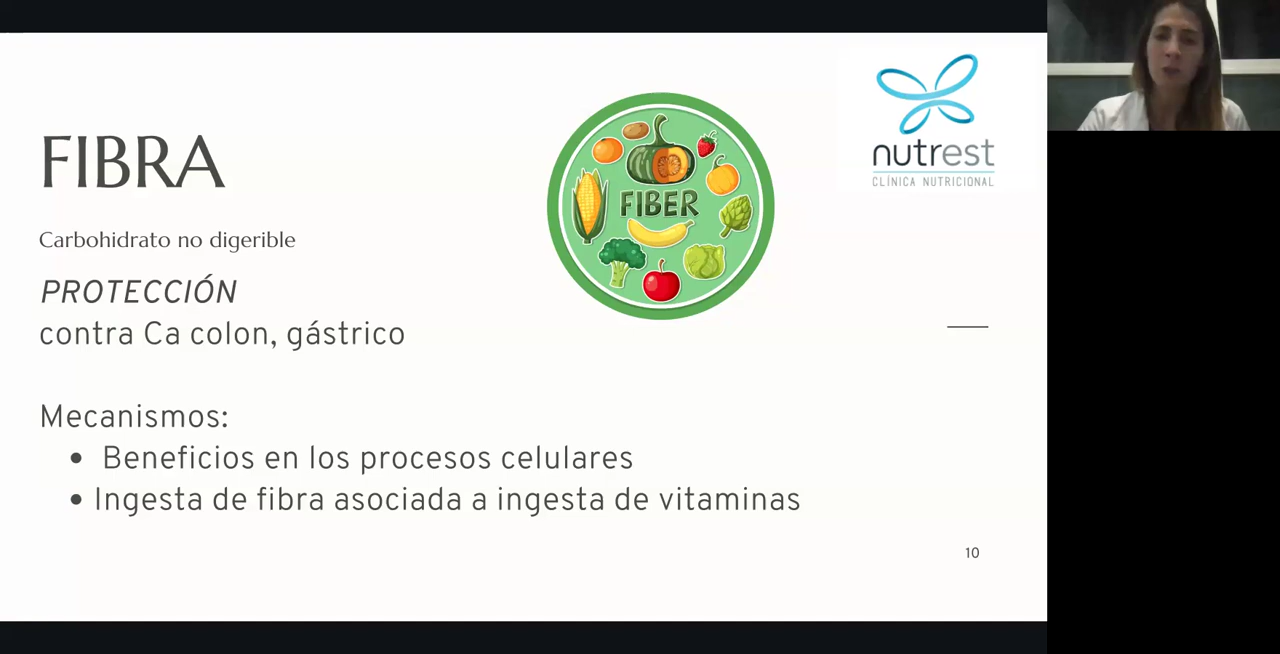 FIBRA
Carbohidrato no digerible
PROTECCIÓN
contra Ca colon, gástrico
Mecanismos:
• Beneficios en los procesos celulares
• Ingesta de fibra asociada a ingesta de vitaminas
FIBER
nutrest
CLÍNICA NUTRICIONAL
10